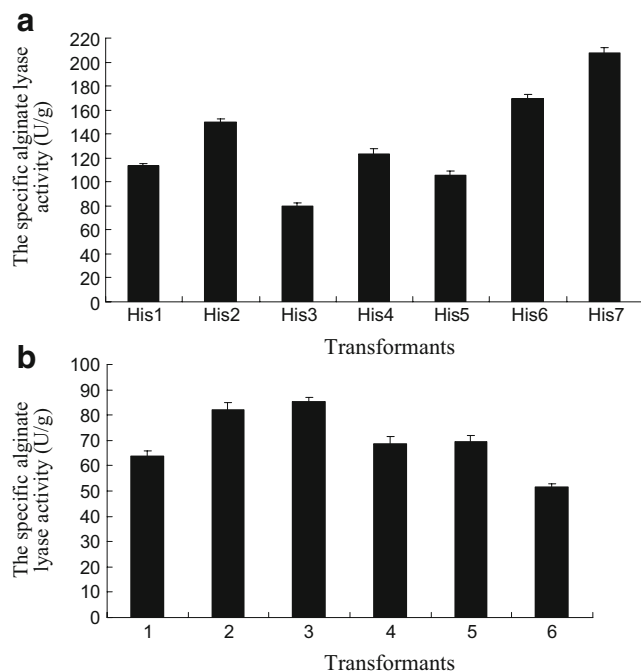 a
The specific alginate lyase
activity (U/g)
220
200
180
160
140
120
100
80
60
40
20
0
His1 His2 His3 His4 His5 His6 His7
Transformants
b
The specific alginate
lyase activity (U/g)
100
90
80
70
60
50
40
30
20
10
0
1 2 3 4 5 6
Transformants